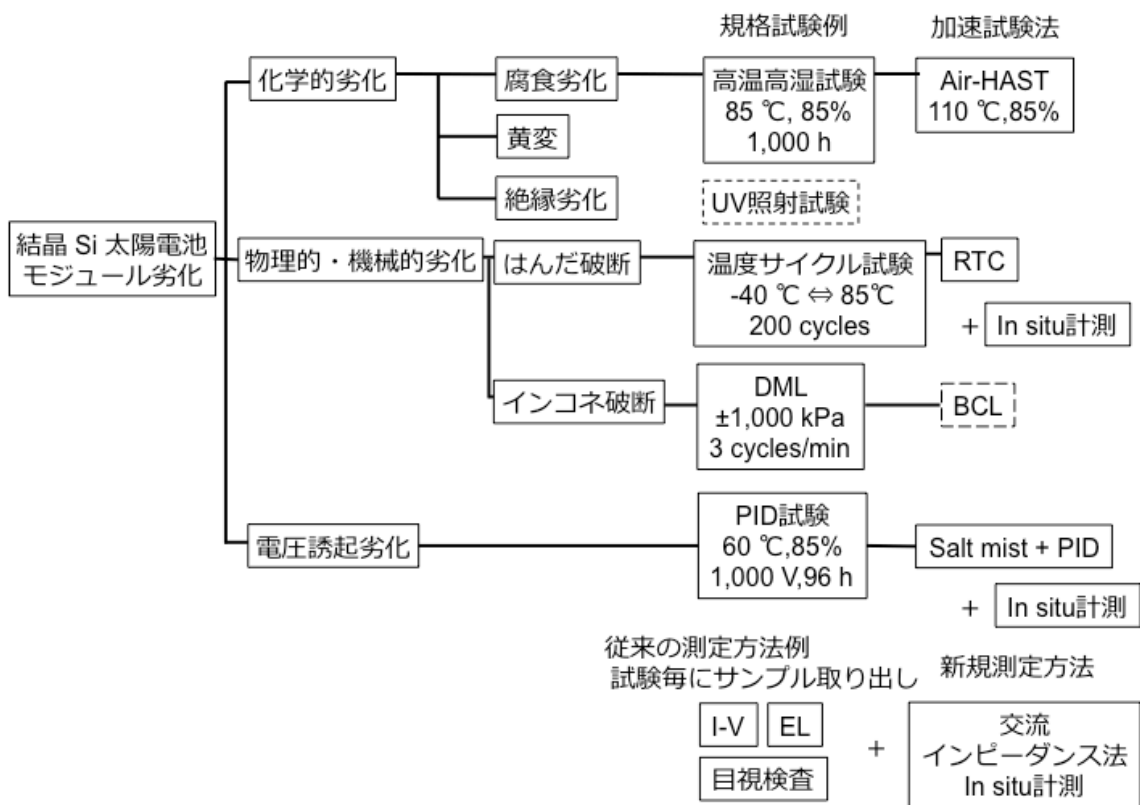 規格試験例
加速試験法
化学的劣化
腐食劣化
高温高湿試験
85 ℃, 85%
1,000 h
Air-HAST
110 ℃,85%
黄変
絶縁劣化
UV照射試験
結晶 Si 太陽電池
モジュール劣化
物理的・機械的劣化
はんだ破断
温度サイクル試験
-40 ℃ ⇔ 85℃
200 cycles
RTC
+ In situ計測
インコネ破断
DML
±1,000 kPa
3 cycles/min
BCL
電圧誘起劣化
PID試験
60 ℃,85%
1,000 V,96 h
Salt mist + PID
+ In situ計測
従来の測定方法例
試験毎にサンプル取り出し
I-V
EL
目視検査
+
新規測定方法
交流
インピーダンス法
In situ計測